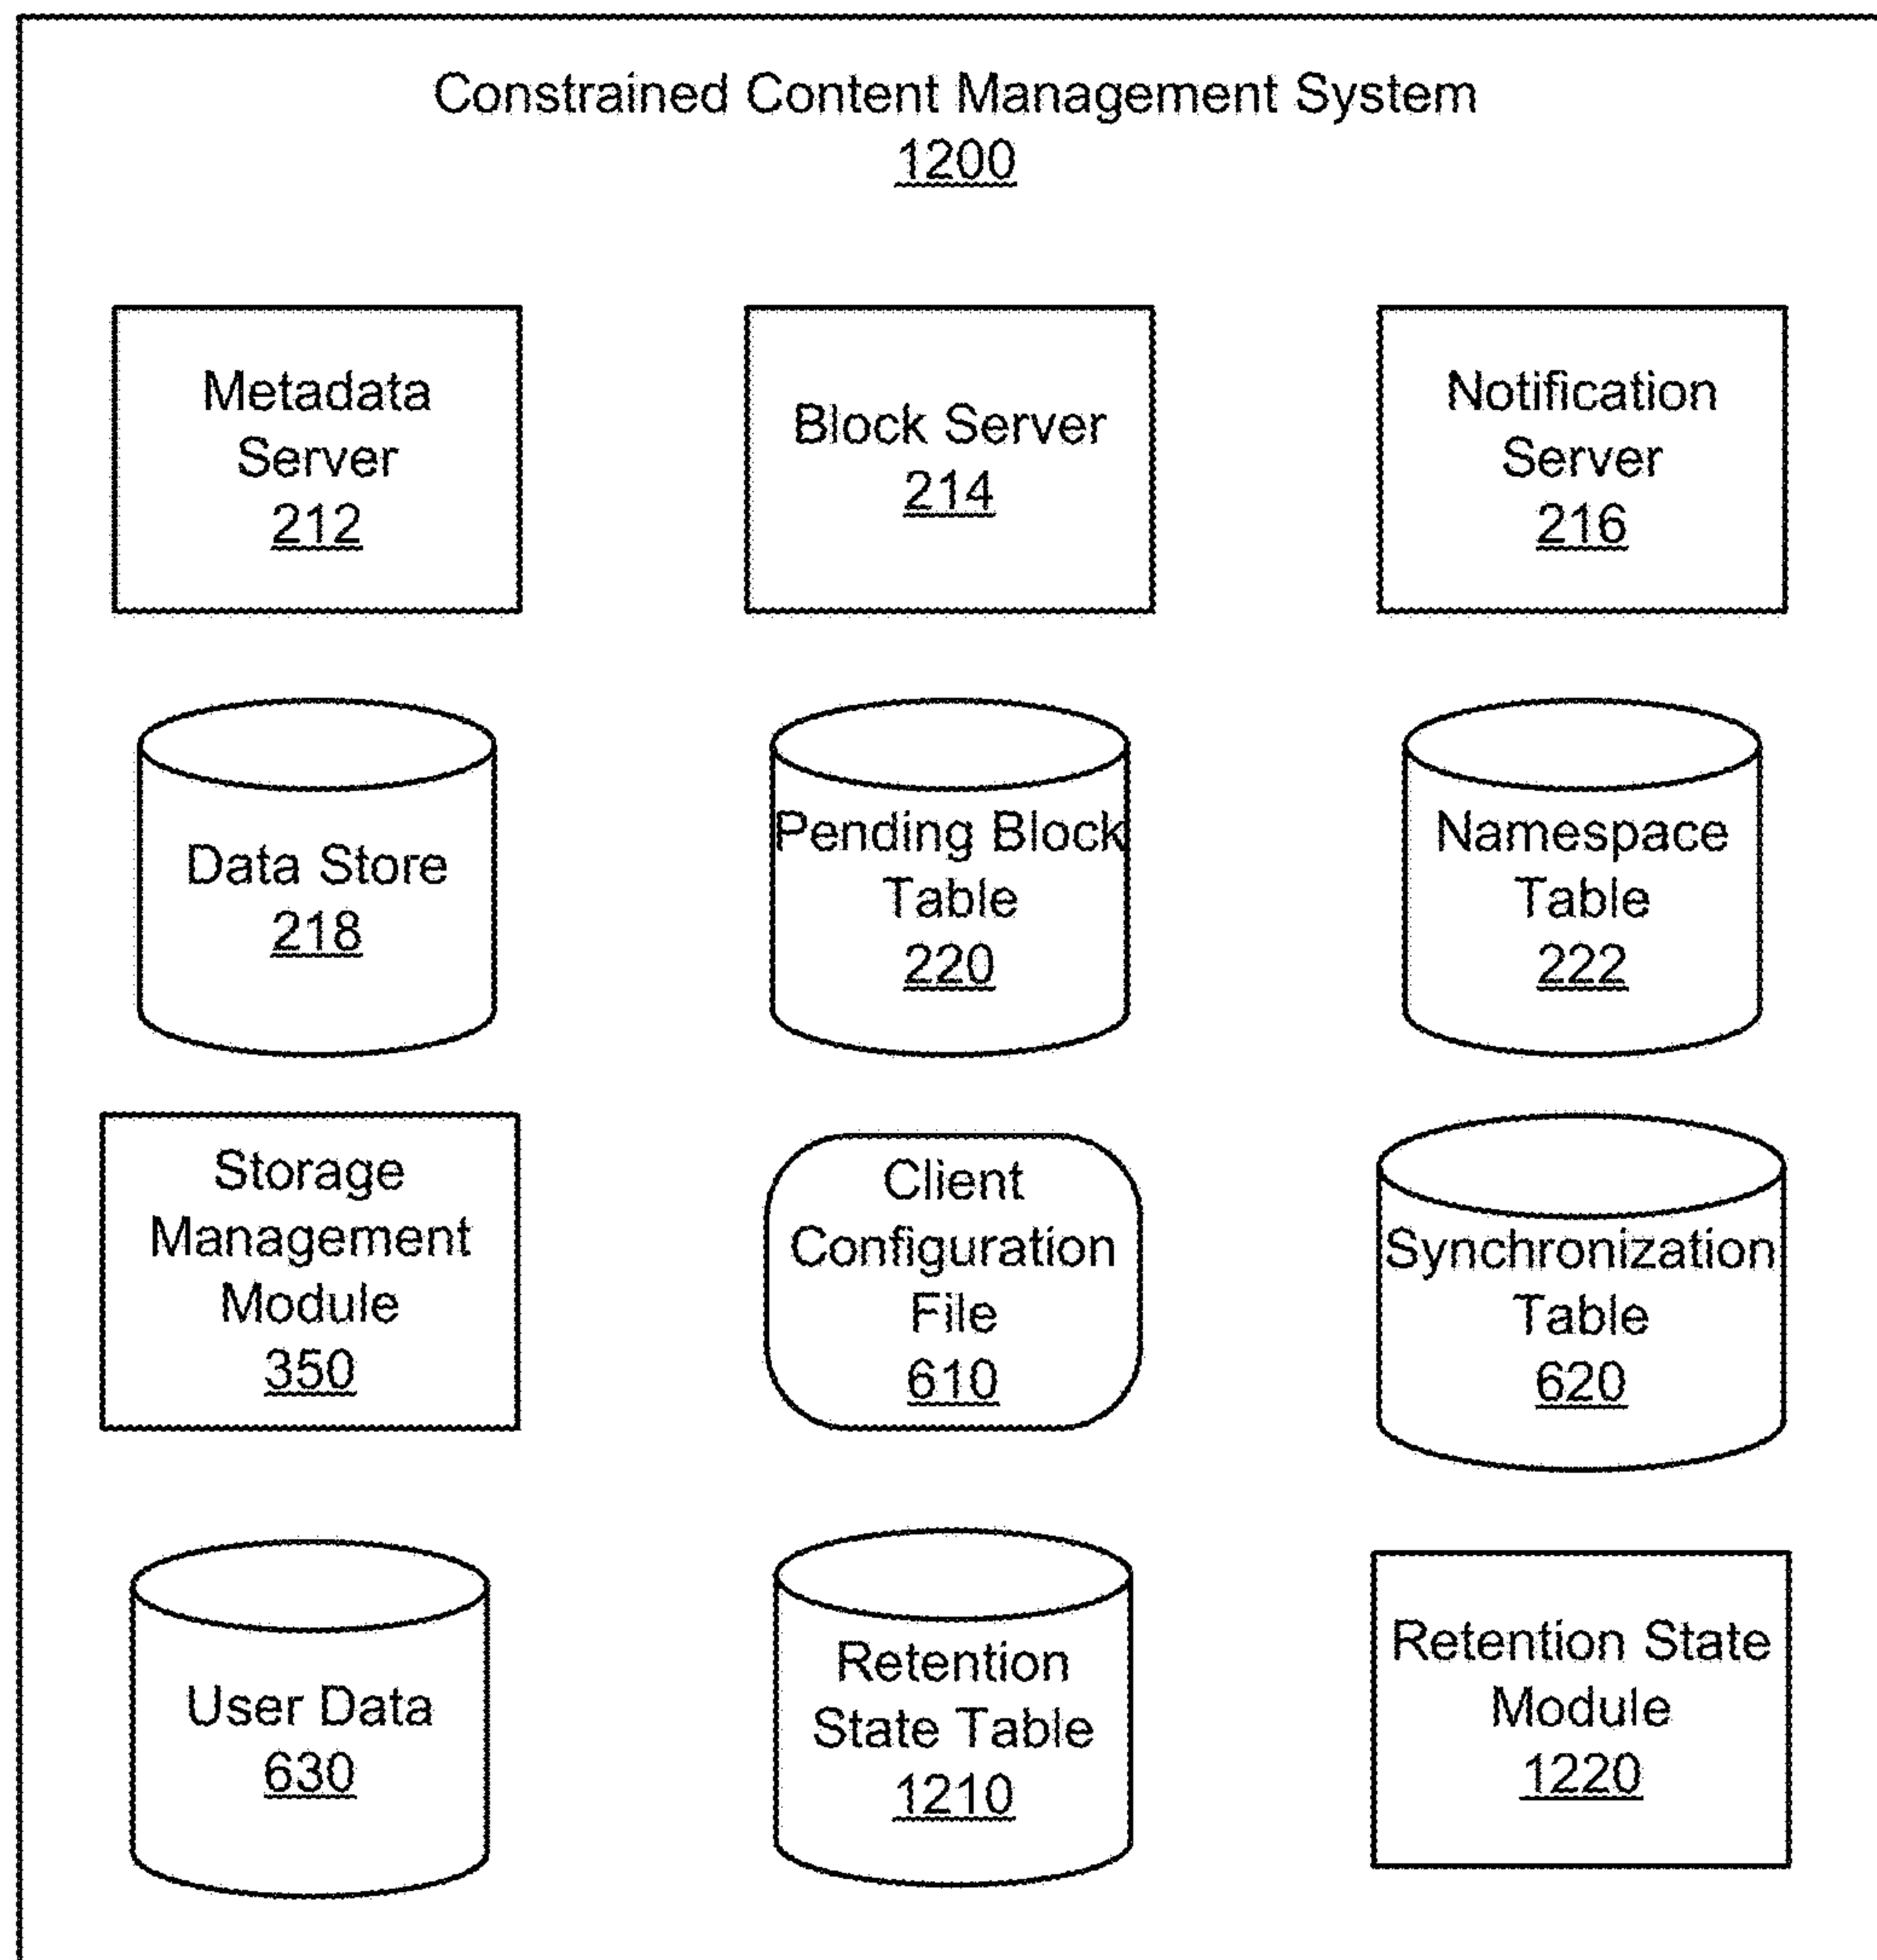 Constrained Content Management System
1200
Metadata
Server
212
Block Server
214
Notification
Server
216
Data Store
218
Pending Block
Table
220
Namespace
Table
222
Storage
Management
Module
350
Client
Configuration
File
610
Synchronization
Table
620
User Data
630
Retention
State Table
1210
Retention State
Module
1220